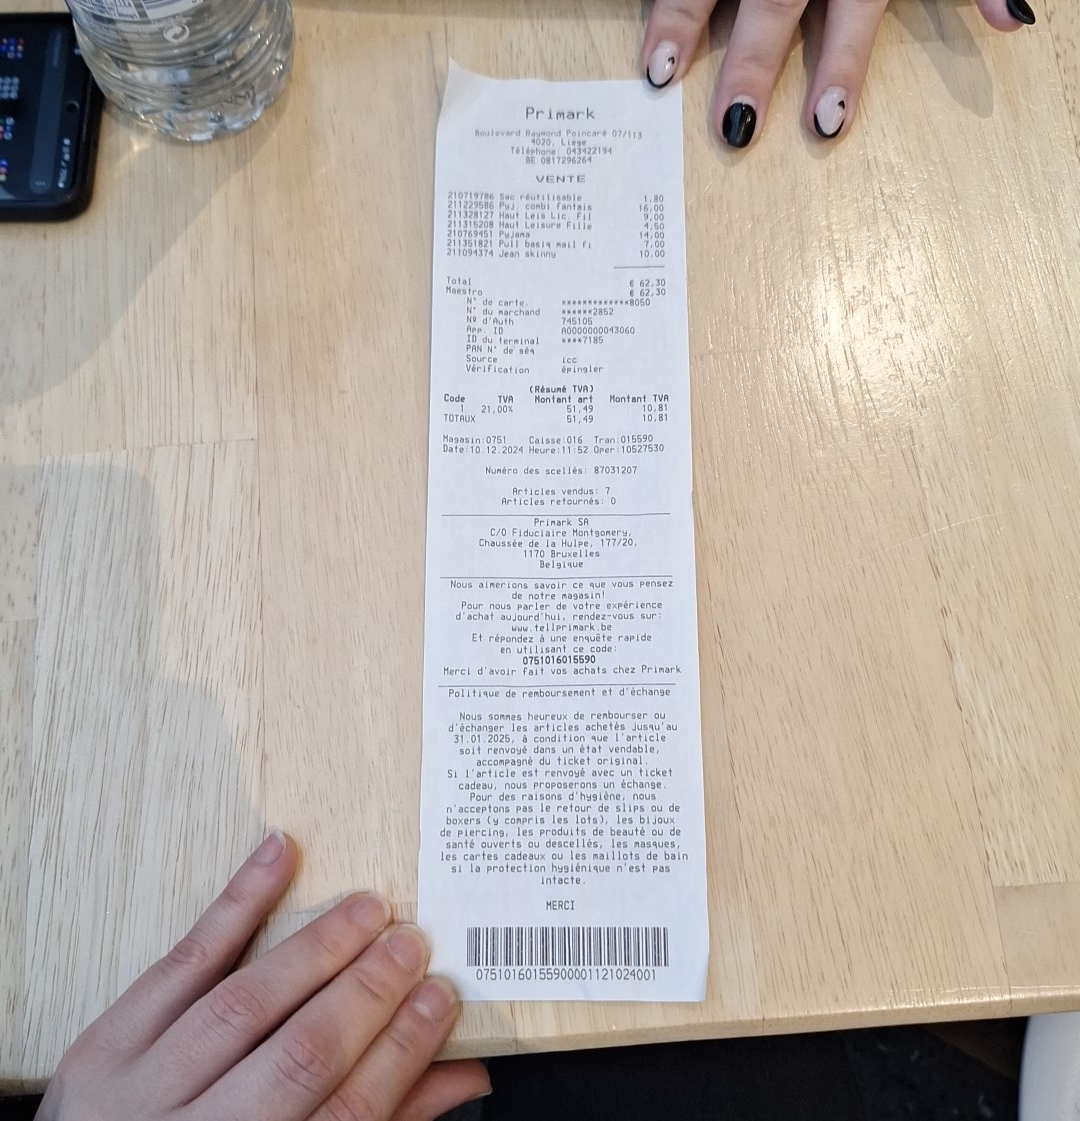 Primark
Boulevard Raymond Poincaré 07/113
4020, Liege
Téléphone: 043422194
BE 0817296264
VENTE
210719786 Sac réutilisable 1,80
211229586 Pyj. combi fantais 16,00
211328127 Haut Leis Lic. Fil 9,00
211315208 Haut Leisure Fille 4,50
210769451 Pyjama 14,00
211351821 Pull basiq mail fi 7,00
211094374 Jean skinny 10,00
Total € 62,30
Maestro € 62,30
N° de carte. *************8050
N° du marchand ******2852
Nº d'Auth 745105
App. ID A0000000043060
ID du terminal ****7185
PAN N° de séq
Source icc
Vérification épingler
(Résumé TVA)
Code TVA Montant art Montant TVA
1 21,00% 51,49 10,81
TOTAUX 51,49 10,81
Magasin:0751 Caisse:016 Tran:015590
Date:10.12.2024 Heure:11:52 Oper:10527530
Numéro des scellés: 87031207
Articles vendus: 7
Articles retournés: 0
Primark SA
C/O Fiduciaire Montgomery,
Chaussée de la Hulpe, 177/20,
1170 Bruxelles
Belgique
Nous aimerions savoir ce que vous pensez
de notre magasin!
Pour nous parler de votre expérience
d'achat aujourd'hui, rendez-vous sur:
www.tellprimark.be
Et répondez à une enquête rapide
en utilisant ce code:
0751016015590
Merci d'avoir fait vos achats chez Primark
Politique de remboursement et d'échange
Nous sommes heureux de rembourser ou
d'échanger les articles achetés jusqu'au
31.01.2025, à condition que l'article
soit renvoyé dans un état vendable,
accompagné du ticket original.
Si l'article est renvoyé avec un ticket
cadeau, nous proposerons un échange.
Pour des raisons d'hygiène, nous
n'acceptons pas le retour de slips ou de
boxers (y compris les lots), les bijoux
de piercing, les produits de beauté ou de
santé ouverts ou descellés, les masques,
les cartes cadeaux ou les maillots de bain
si la protection hygiénique n'est pas
intacte.
MERCI
07510160155900001121024001